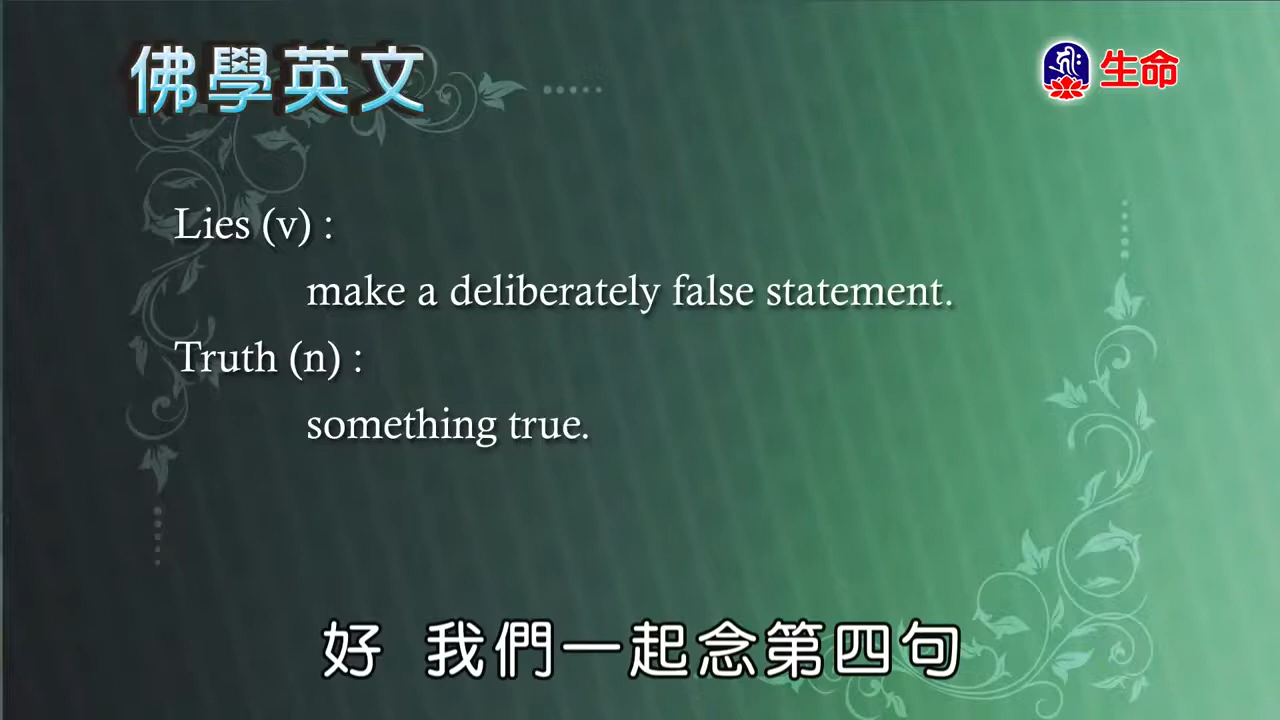 佛學英文
生命
Lies (v) :
make a deliberately false statement.
Truth (n) :
something true.
好 我們一起念第四句